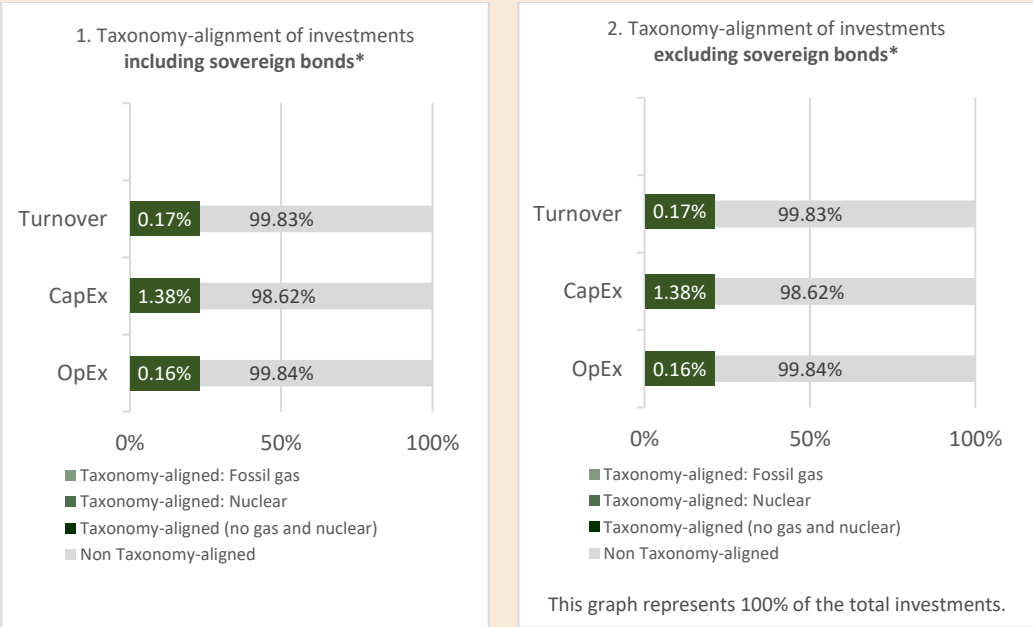 1. Taxonomy-alignment of investments
including sovereign bonds*
Turnover 0.17% 99.83%
CapEx 1.38% 98.62%
OpEx 0.16% 99.84%
0% 50% 100%
Taxonomy-aligned: Fossil gas
Taxonomy-aligned: Nuclear
Taxonomy-aligned (no gas and nuclear)
Non Taxonomy-aligned
2. Taxonomy-alignment of investments
excluding sovereign bonds*
Turnover 0.17% 99.83%
CapEx 1.38% 98.62%
OpEx 0.16% 99.84%
0% 50% 100%
Taxonomy-aligned: Fossil gas
Taxonomy-aligned: Nuclear
Taxonomy-aligned (no gas and nuclear)
Non Taxonomy-aligned
This graph represents 100% of the total investments.